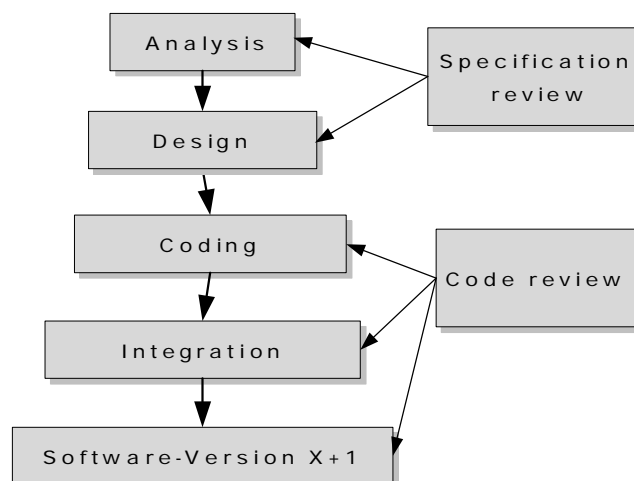 Analysis
Specification
review
Design
Coding
Code review
Integration
Software-Version X+1